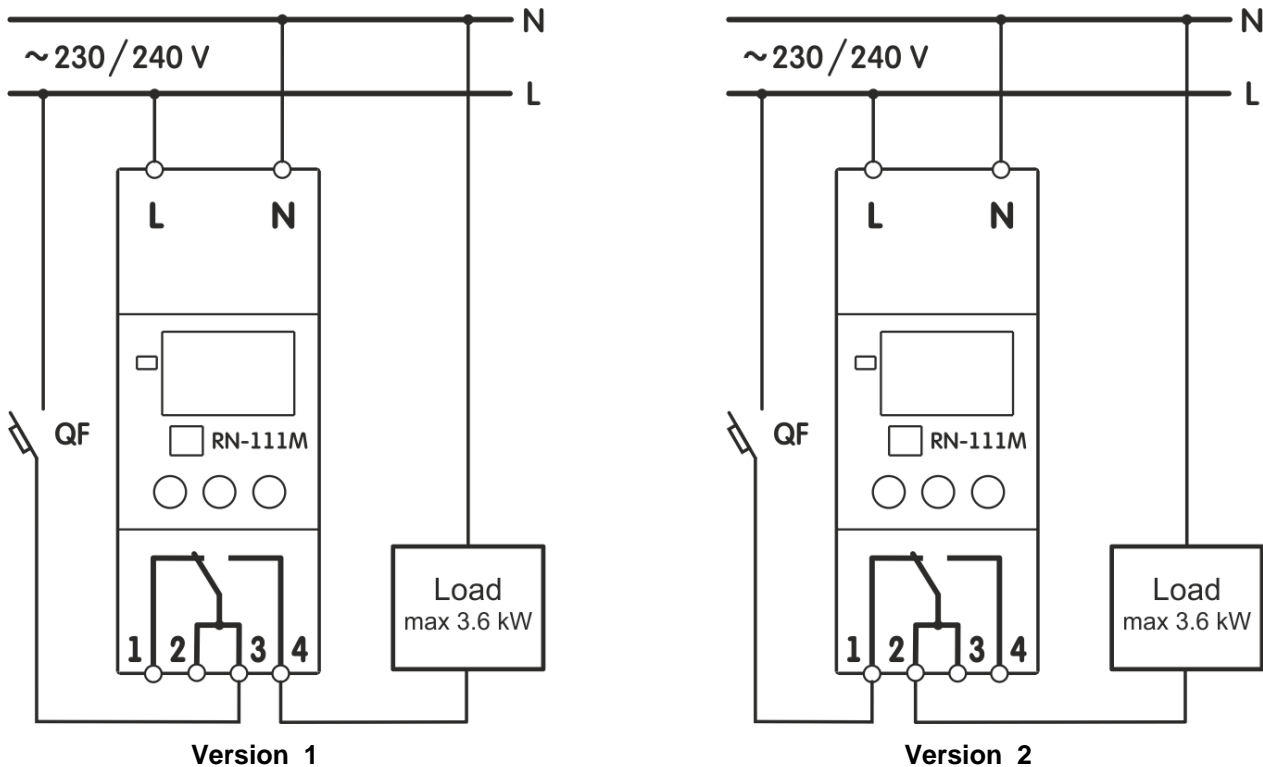 N
~230/240 V
L
L N
QF
RN-111M
Load
max 3.6 kW
1 2 3 4
Version 1
N
~230/240 V
L
L N
QF
RN-111M
Load
max 3.6 kW
1 2 3 4
Version 2